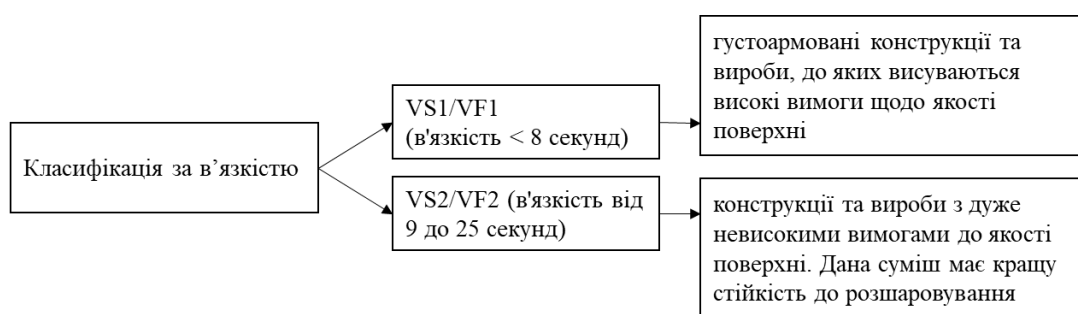 Класифікація за в’язкістю
VS1/VF1
(в'язкість < 8 секунд)
густоармовані конструкції та
вироби, до яких висуваються
високі вимоги щодо якості
поверхні
VS2/VF2 (в'язкість від
9 до 25 секунд)
конструкції та вироби з дуже
невисокими вимогами до якості
поверхні. Дана суміш має кращу
стійкість до розшаровування